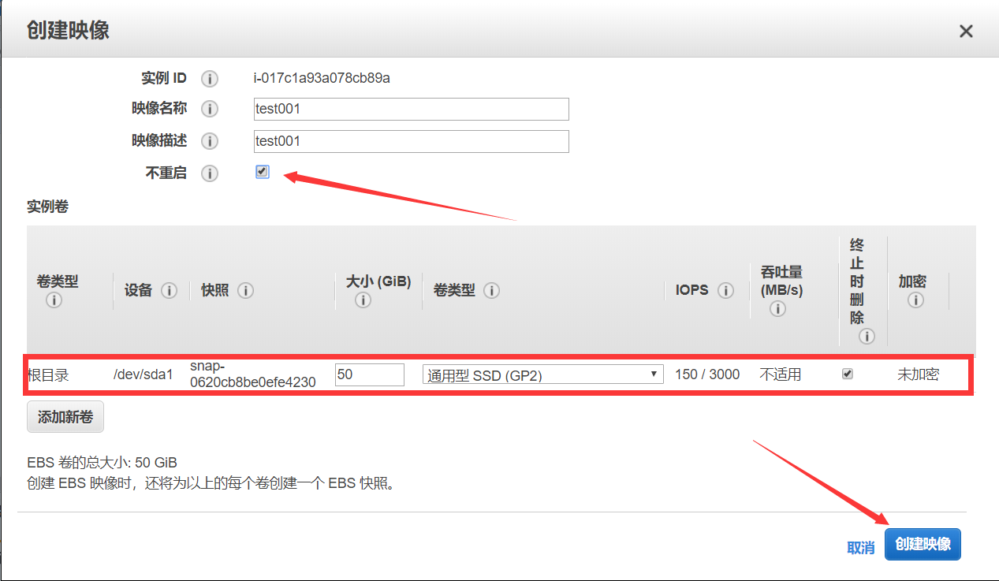 创建映像
实例 ID i-017c1a93a078cb89a
映像名称 test001
映像描述 test001
不重启
实例卷
卷类型 设备 快照 大小 (GiB) 卷类型 IOPS 吞吐量 (MB/s) 终止时删除 加密
根目录 /dev/sda1 snap-0620cb8be0efe4230 50 通用型 SSD (GP2) 150 / 3000 不适用 未加密
添加新卷
EBS 卷的总大小: 50 GiB
创建 EBS 映像时，还将为以上的每个卷创建一个 EBS 快照。
取消 创建映像